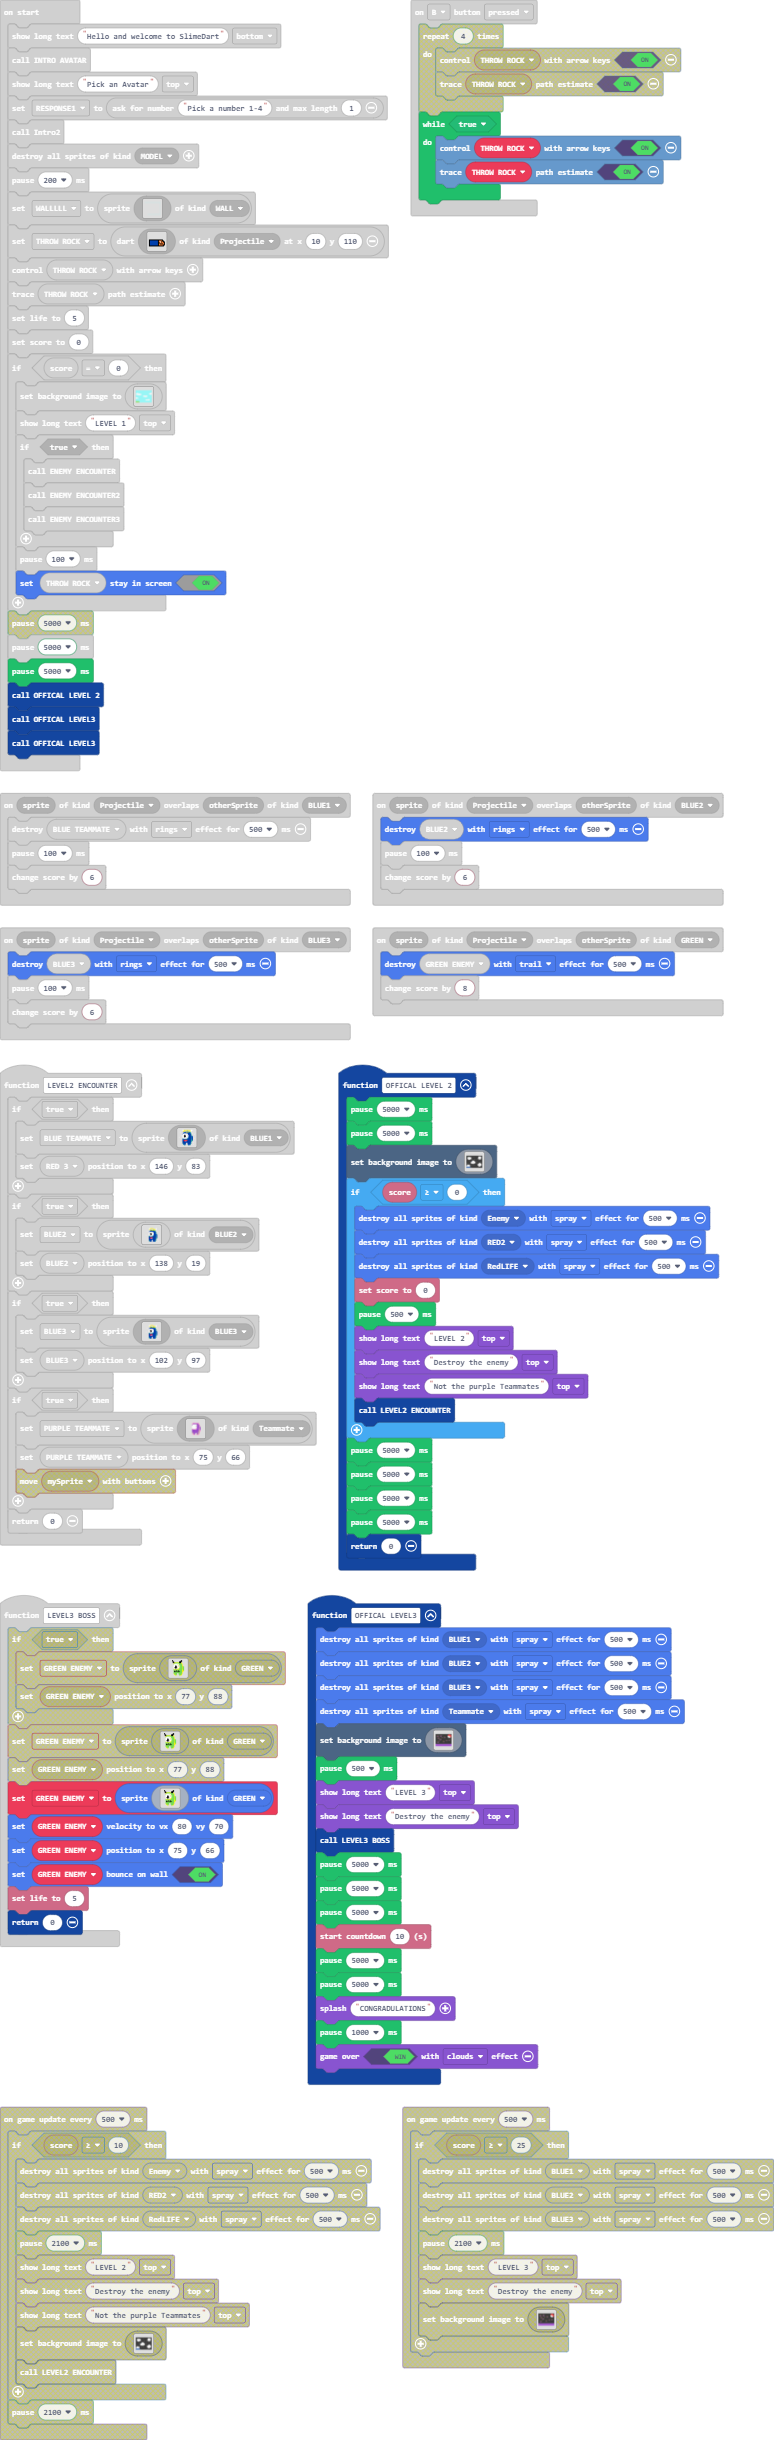 on start
show long text "Hello and welcome to SlimeDart" bottom
call INTRO AVATAR
show long text "Pick an Avatar" top
set RESPONSE1 to ask for number "Pick a number 1-4" and max length 1
call Intro2
destroy all sprites of kind MODEL
pause 200 ms
set WALLLLL to sprite of kind WALL
set THROW ROCK to dart of kind Projectile at x 10 y 110
control THROW ROCK with arrow keys
trace THROW ROCK path estimate
set life to 5
set score to 0
if score = 0 then
set background image to
show long text "LEVEL 1" top
if true then
call ENEMY ENCOUNTER
call ENEMY ENCOUNTER2
call ENEMY ENCOUNTER3
pause 100 ms
set THROW ROCK stay in screen ON
pause 5000 ms
pause 5000 ms
pause 5000 ms
call OFFICAL LEVEL 2
call OFFICAL LEVEL3
call OFFICAL LEVEL3
on B button pressed
repeat 4 times
do control THROW ROCK with arrow keys ON
trace THROW ROCK path estimate ON
while true
do control THROW ROCK with arrow keys ON
trace THROW ROCK path estimate ON
on sprite of kind Projectile overlaps otherSprite of kind BLUE1
destroy BLUE TEAMMATE with rings effect for 500 ms
pause 100 ms
change score by 6
on sprite of kind Projectile overlaps otherSprite of kind BLUE2
destroy BLUE2 with rings effect for 500 ms
pause 100 ms
change score by 6
on sprite of kind Projectile overlaps otherSprite of kind BLUE3
destroy BLUE3 with rings effect for 500 ms
pause 100 ms
change score by 6
on sprite of kind Projectile overlaps otherSprite of kind GREEN
destroy GREEN ENEMY with trail effect for 500 ms
change score by 8
function LEVEL2 ENCOUNTER
if true then
set BLUE TEAMMATE to sprite of kind BLUE1
set RED 3 position to x 146 y 83
if true then
set BLUE2 to sprite of kind BLUE2
set BLUE2 position to x 138 y 19
if true then
set BLUE3 to sprite of kind BLUE3
set BLUE3 position to x 102 y 97
if true then
set PURPLE TEAMMATE to sprite of kind Teammate
set PURPLE TEAMMATE position to x 75 y 66
move mySprite with buttons
return 0
function OFFICAL LEVEL 2
pause 5000 ms
pause 5000 ms
set background image to
if score ≥ 0 then
destroy all sprites of kind Enemy with spray effect for 500 ms
destroy all sprites of kind RED2 with spray effect for 500 ms
destroy all sprites of kind RedLIFE with spray effect for 500 ms
set score to 0
pause 500 ms
show long text "LEVEL 2" top
show long text "Destroy the enemy" top
show long text "Not the purple Teammates" top
call LEVEL2 ENCOUNTER
pause 5000 ms
pause 5000 ms
pause 5000 ms
pause 5000 ms
return 0
function LEVEL3 BOSS
if true then
set GREEN ENEMY to sprite of kind GREEN
set GREEN ENEMY position to x 77 y 88
set GREEN ENEMY to sprite of kind GREEN
set GREEN ENEMY position to x 77 y 88
set GREEN ENEMY to sprite of kind GREEN
set GREEN ENEMY velocity to vx 80 vy 70
set GREEN ENEMY position to x 75 y 66
set GREEN ENEMY bounce on wall ON
set life to 5
return 0
function OFFICAL LEVEL3
destroy all sprites of kind BLUE1 with spray effect for 500 ms
destroy all sprites of kind BLUE2 with spray effect for 500 ms
destroy all sprites of kind BLUE3 with spray effect for 500 ms
destroy all sprites of kind Teammate with spray effect for 500 ms
set background image to
pause 500 ms
show long text "LEVEL 3" top
show long text "Destroy the enemy" top
call LEVEL3 BOSS
pause 5000 ms
pause 5000 ms
pause 5000 ms
start countdown 10 (s)
pause 5000 ms
pause 5000 ms
splash "CONGRADULATIONS"
pause 1000 ms
game over WIN with clouds effect
on game update every 500 ms
if score ≥ 10 then
destroy all sprites of kind Enemy with spray effect for 500 ms
destroy all sprites of kind RED2 with spray effect for 500 ms
destroy all sprites of kind RedLIFE with spray effect for 500 ms
pause 2100 ms
show long text "LEVEL 2" top
show long text "Destroy the enemy" top
show long text "Not the purple Teammates" top
set background image to
call LEVEL2 ENCOUNTER
pause 2100 ms
on game update every 500 ms
if score ≥ 25 then
destroy all sprites of kind BLUE1 with spray effect for 500 ms
destroy all sprites of kind BLUE2 with spray effect for 500 ms
destroy all sprites of kind BLUE3 with spray effect for 500 ms
pause 2100 ms
show long text "LEVEL 3" top
show long text "Destroy the enemy" top
set background image to